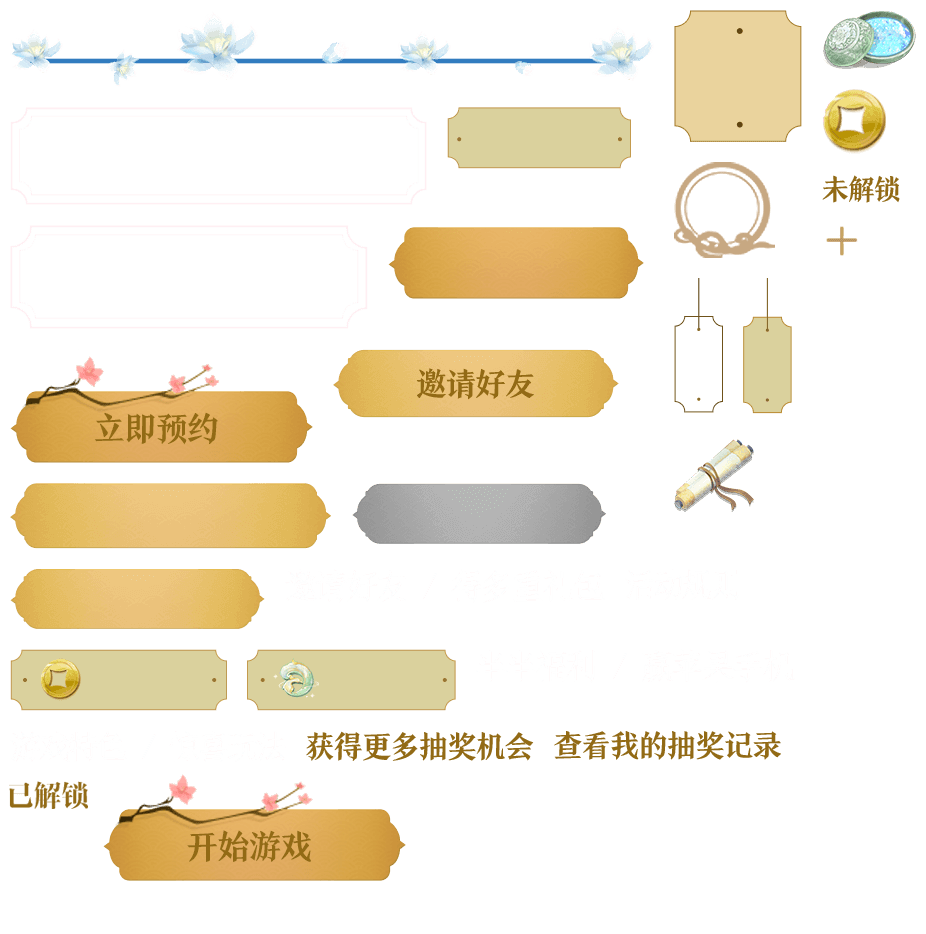 未解锁
邀请好友
立即预约
获得更多抽奖机会
查看我的抽奖记录
已解锁
开始游戏